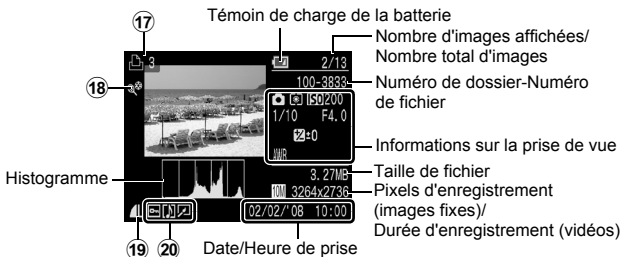 Témoin de charge de la batterie
⑰
3
2/13
Nombre d'images affichées/
Nombre total d'images
100-3833
Numéro de dossier-Numéro
de fichier
⑱
ISO 200
1/10 F4.0
±0
AWB
Informations sur la prise de vue
3.27MB
Taille de fichier
Histogramme
10M 3264x2736
Pixels d'enregistrement
(images fixes)/
Durée d'enregistrement (vidéos)
02/02/'08 10:00
⑲ ⑳
Date/Heure de prise